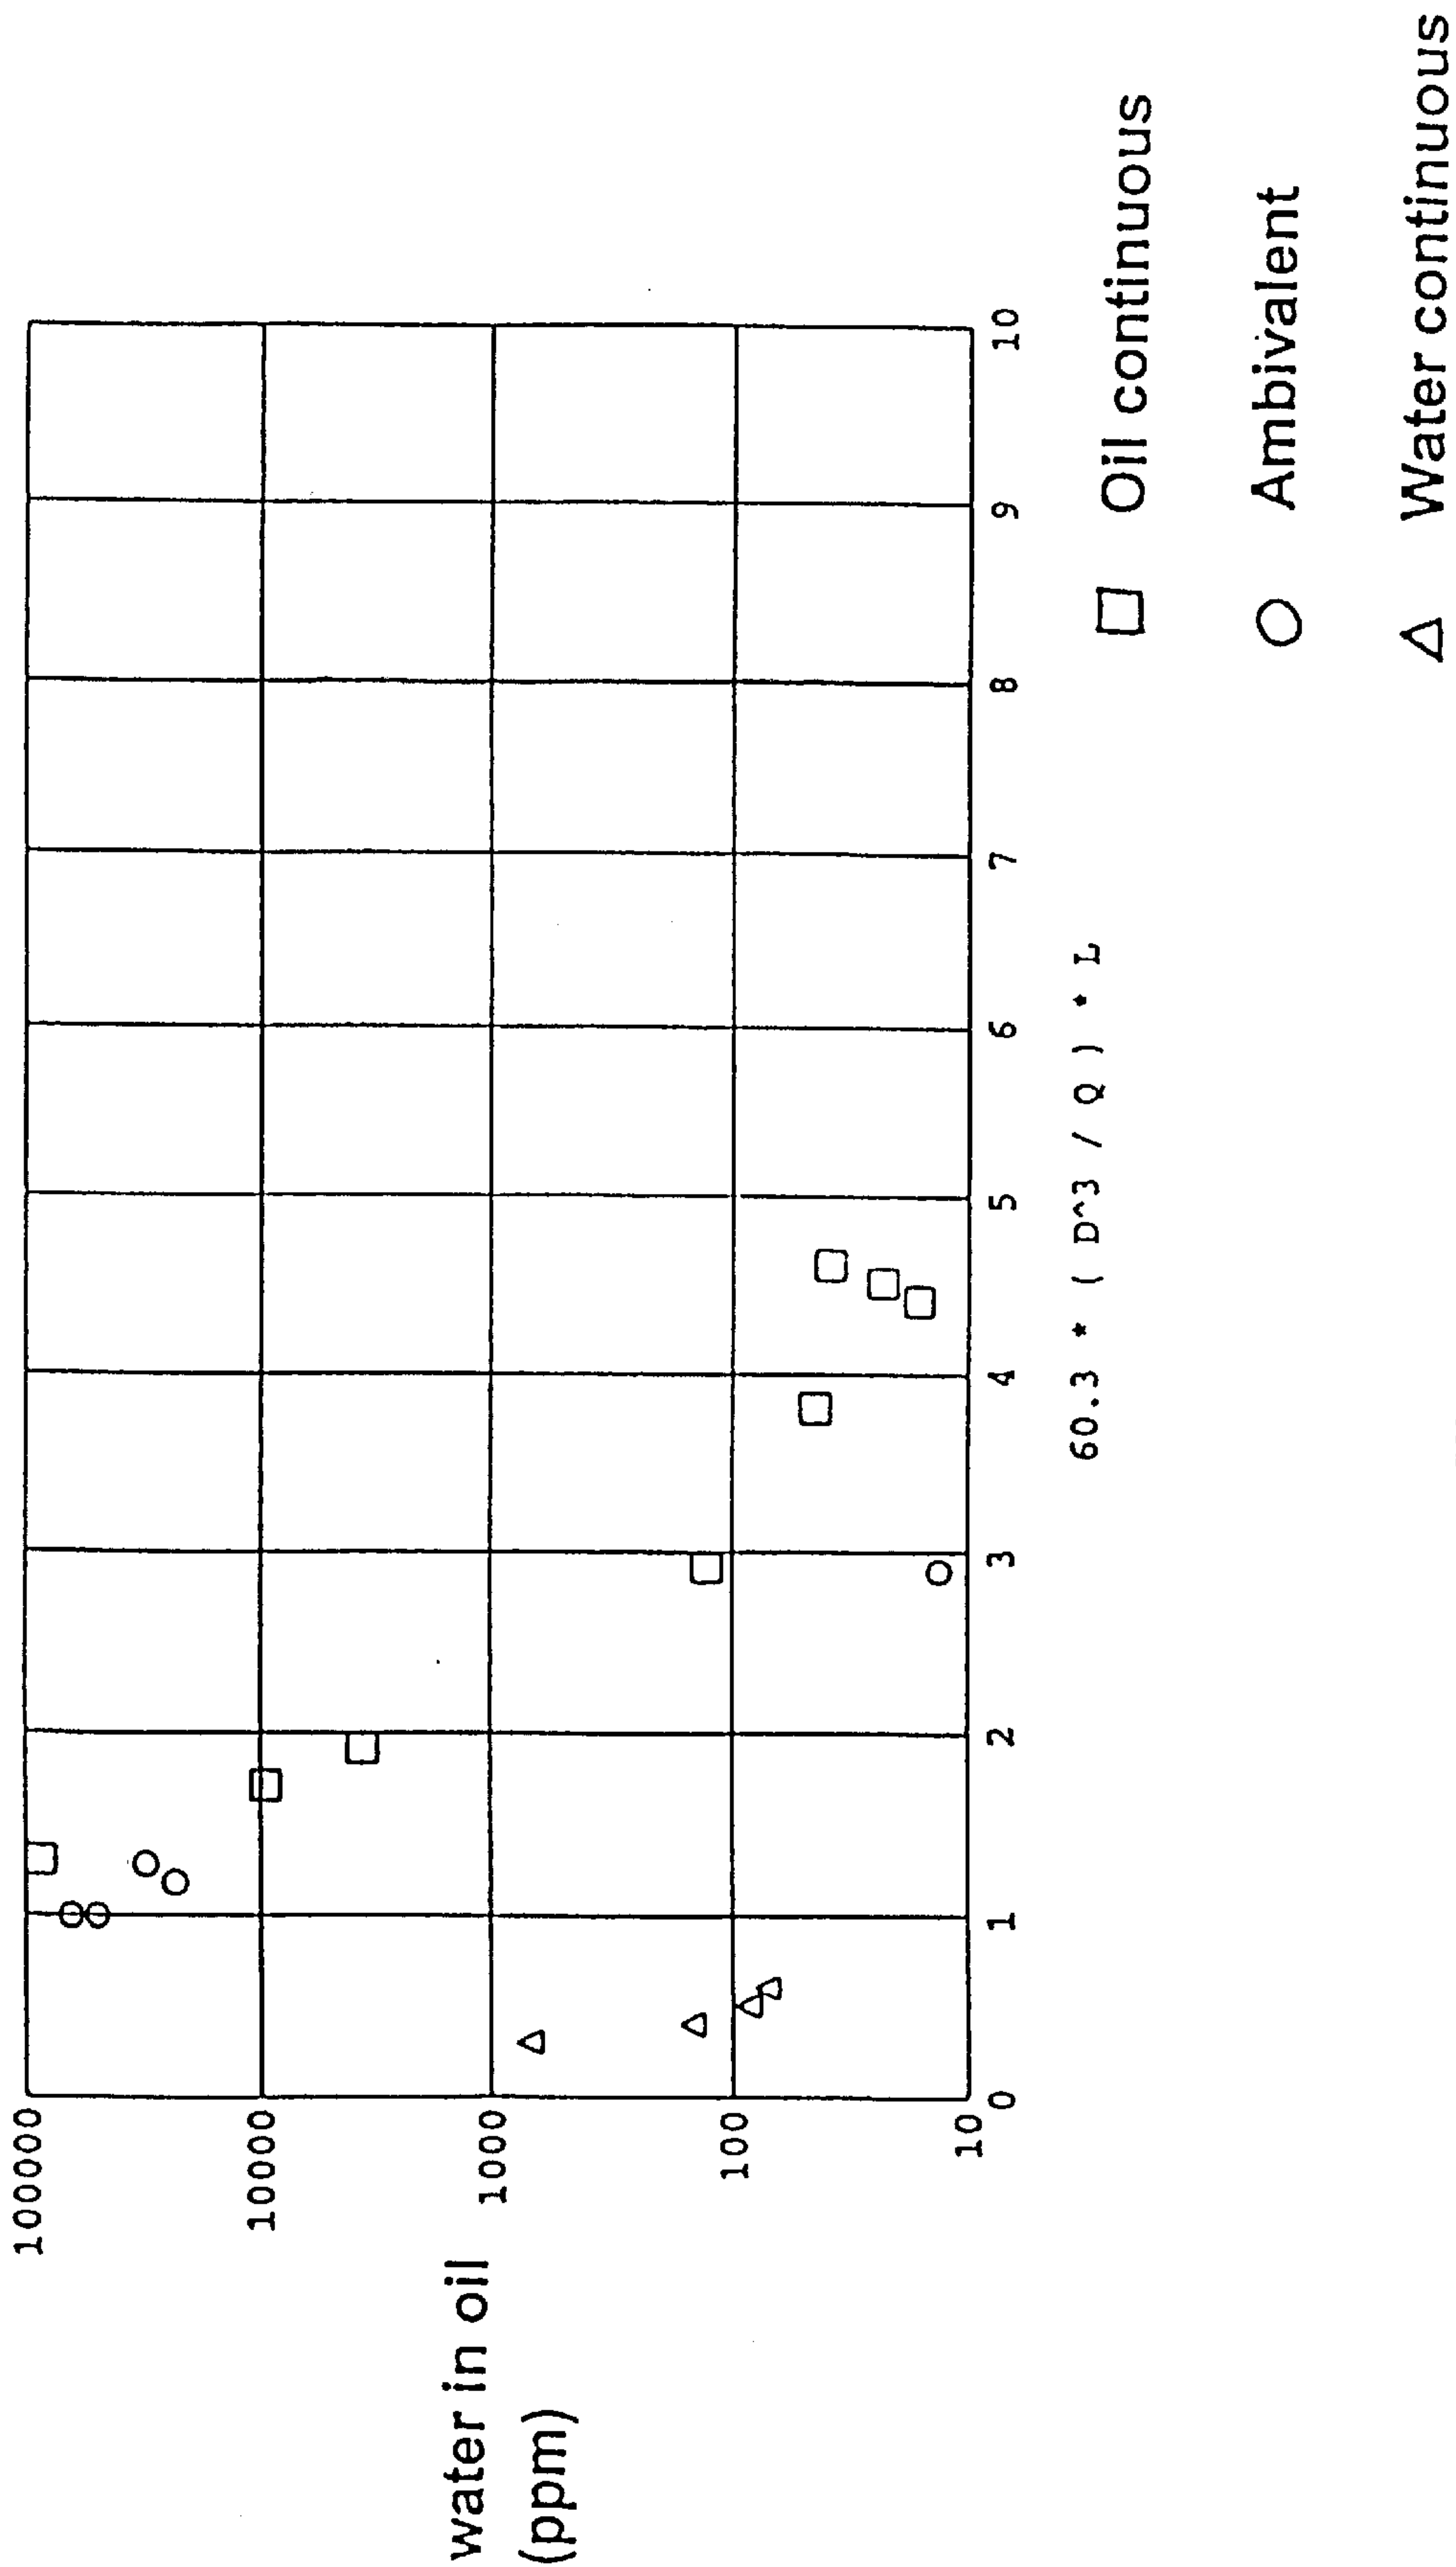 100000
10000
1000
100
10
water in oil
(ppm)
0 1 2 3 4 5 6 7 8 9 10
60.3 * ( D^3 / Q ) * L
Oil continuous
Ambivalent
Water continuous